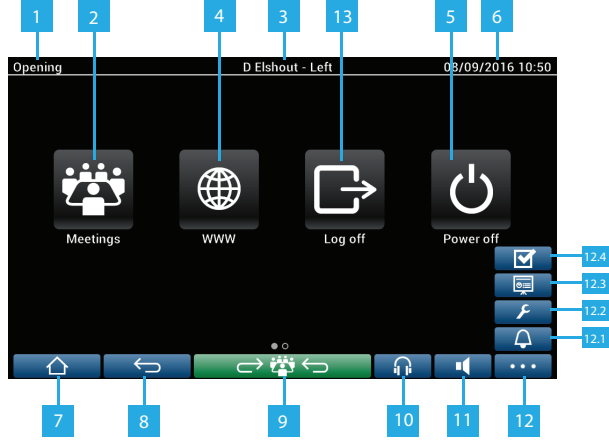 1 2 4 3 13 5 6
Opening D Elshout - Left 08/09/2016 10:50
Meetings WWW Log off Power off
12.4
12.3
12.2
12.1
7 8 9 10 11 12